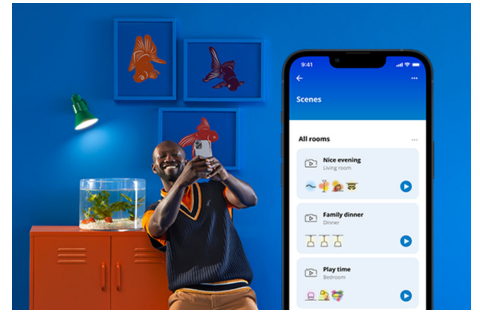 9:41
Scenes
All rooms
Nice evening
Living room
Family dinner
Dinner
Play time
Bedroom